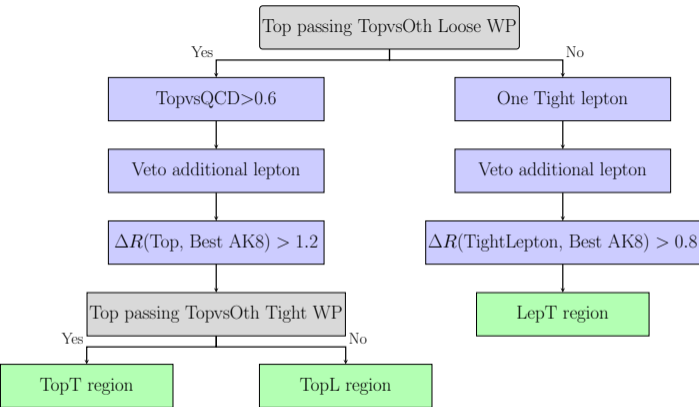 Top passing TopvsOth Loose WP
Yes
No
TopvsQCD>0.6
One Tight lepton
Veto additional lepton
Veto additional lepton
ΔR(Top, Best AK8) > 1.2
ΔR(TightLepton, Best AK8) > 0.8
Top passing TopvsOth Tight WP
LepT region
Yes
No
TopT region
TopL region